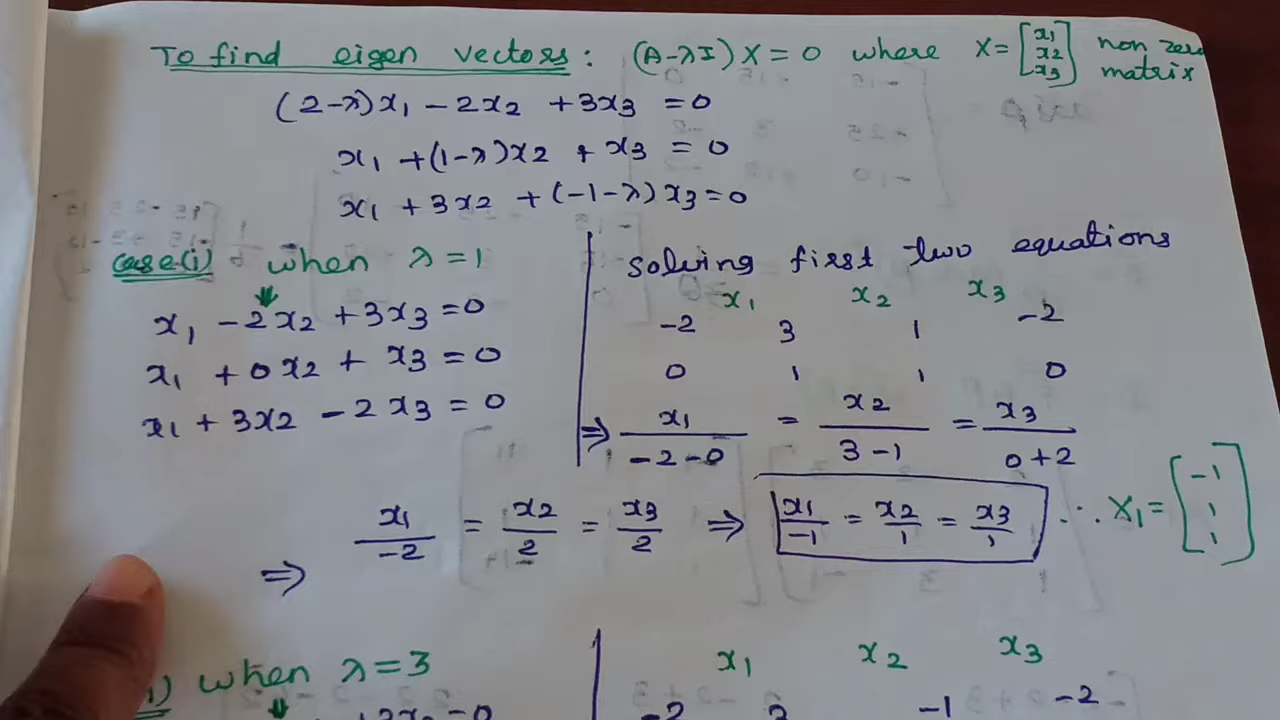 To find eigen vectors: (A-λI)X=0 where X=[x1 x2 x3] non zero matrix
(2-λ)x1 - 2x2 + 3x3 = 0
x1 + (1-λ)x2 + x3 = 0
x1 + 3x2 + (-1-λ)x3 = 0
case(i) when λ=1
x1 - 2x2 + 3x3 = 0
x1 + 0x2 + x3 = 0
x1 + 3x2 - 2x3 = 0
solving first two equations
x1 x2 x3
-2 3 1 -2
0 1 1 0
⇒ x1/(-2-0) = x2/(3-1) = x3/(0+2)
⇒ x1/-2 = x2/2 = x3/2 ⇒ x1/-1 = x2/1 = x3/1 ∴ X1 = [-1 1 1]
when λ=3
x1 x2 x3
-2 3 -1 -2